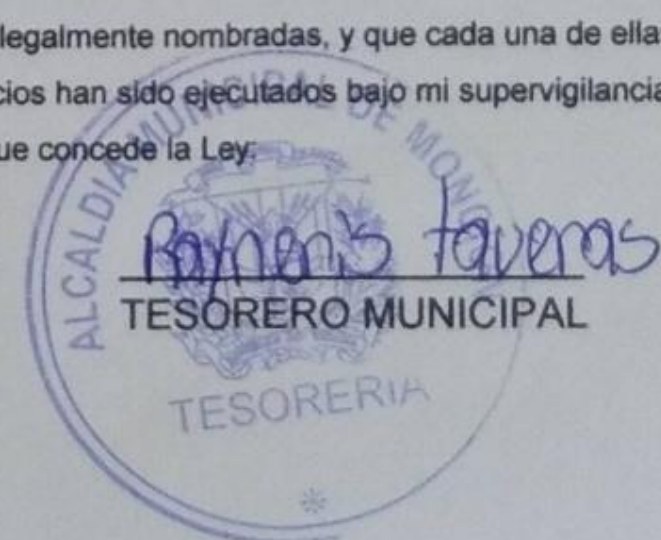 legalmente nombradas, y que cada una de ella
cios han sido ejecutados bajo mi supervigilancia
ue concede la Ley.
ALCALDIA MUNICIPAL DE MON
Raynenis Taveras
TESORERO MUNICIPAL
TESORERIA